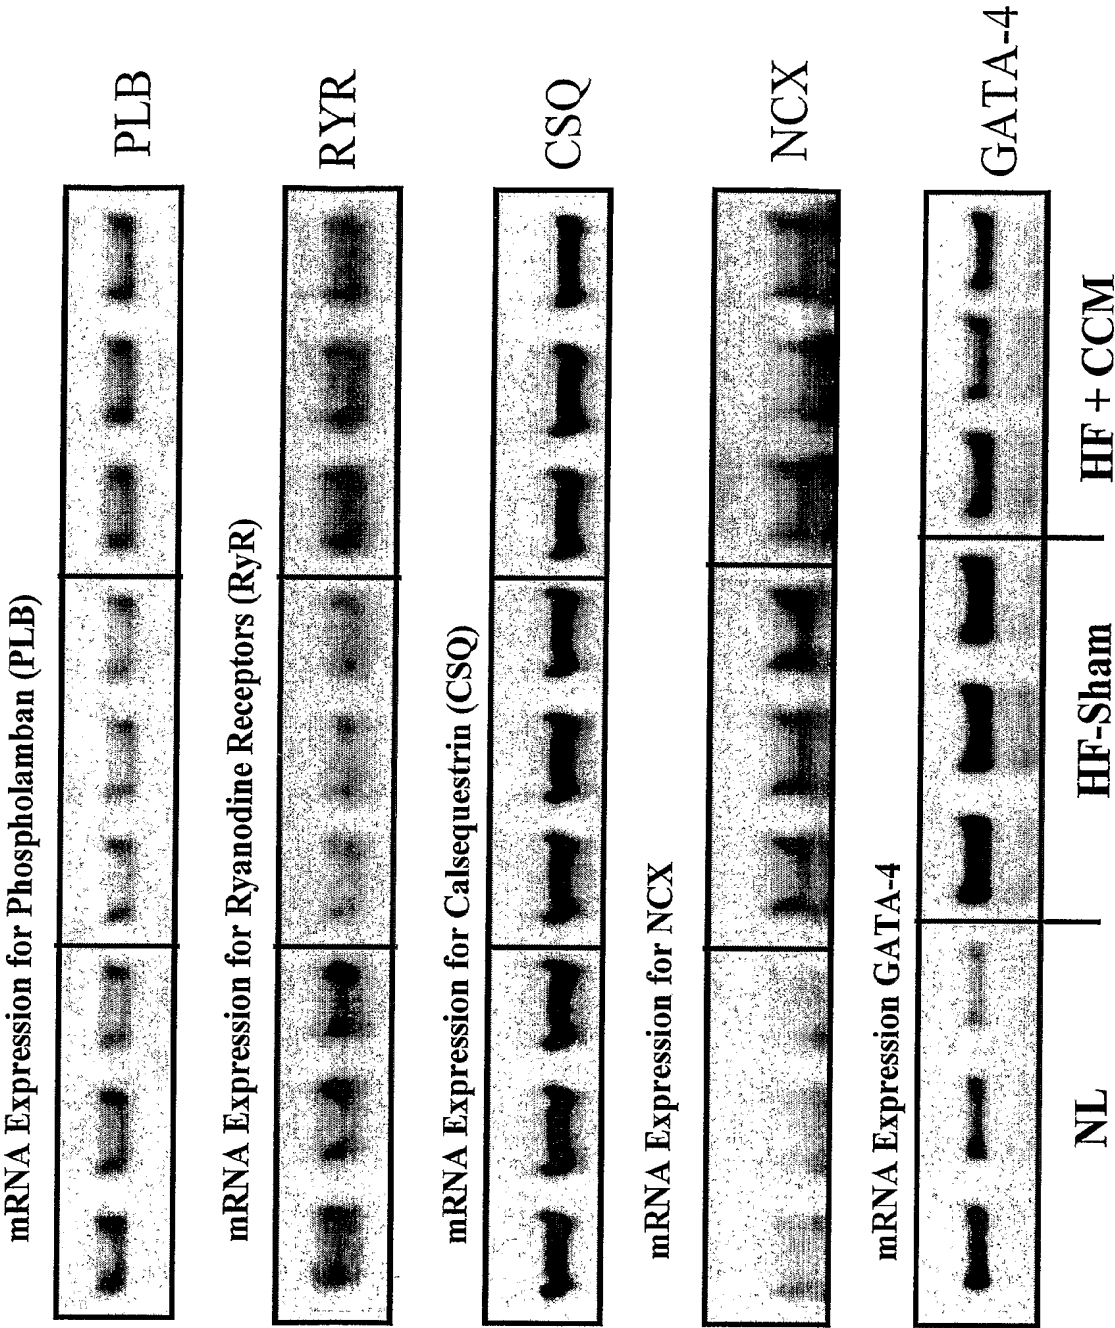 mRNA Expression for Phospholamban (PLB)
PLB
mRNA Expression for Ryanodine Receptors (RyR)
RYR
mRNA Expression for Calsequestrin (CSQ)
CSQ
mRNA Expression for NCX
NCX
mRNA Expression GATA-4
GATA-4
NL
HF-Sham
HF + CCM